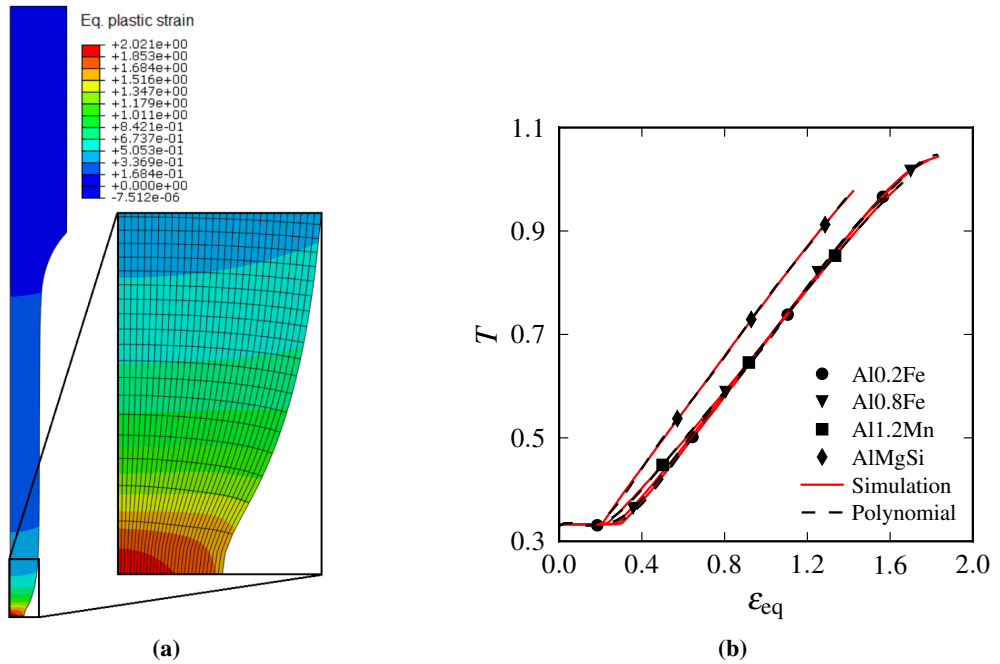 Eq. plastic strain
+2.021e+00
+1.853e+00
+1.684e+00
+1.516e+00
+1.347e+00
+1.179e+00
+1.011e+00
+8.421e-01
+6.737e-01
+5.053e-01
+3.369e-01
+1.684e-01
+0.000e+00
-7.512e-06
(a)
1.1
0.9
0.7
0.5
0.3
T
0.0 0.4 0.8 1.2 1.6 2.0
εeq
Al0.2Fe
Al0.8Fe
Al1.2Mn
AlMgSi
Simulation
Polynomial
(b)